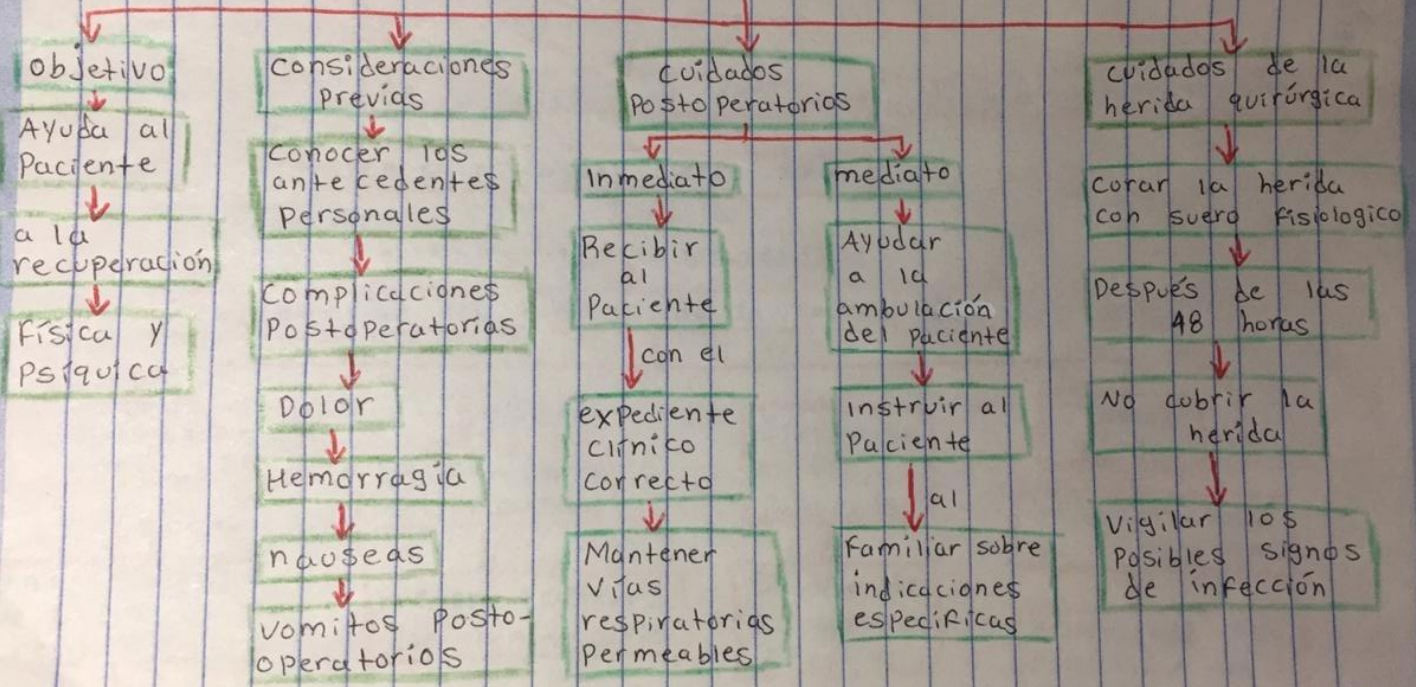 objetivo
Ayuda al
Paciente
a la
recuperación
Física y
Psíquica
consideraciones
Previas
conocer los
antecedentes
Personales
complicaciones
Postoperatorias
Dolor
Hemorragia
nauseas
vomitos Posto-
operatorios
cuidados
Postoperatorios
Inmediato
Recibir
al
Paciente
con el
expediente
Clínico
correcto
Mantener
Vías
respiratorias
Permeables
mediato
Ayudar
a la
ambulación
del paciente
Instruir al
Paciente
al
Familiar sobre
indicaciones
especificas
cuidados de la
herida quirúrgica
curar la herida
con suero fisiologico
Después de las
48 horas
No cubrir la
herida
Vigilar los
Posibles signos
de infección